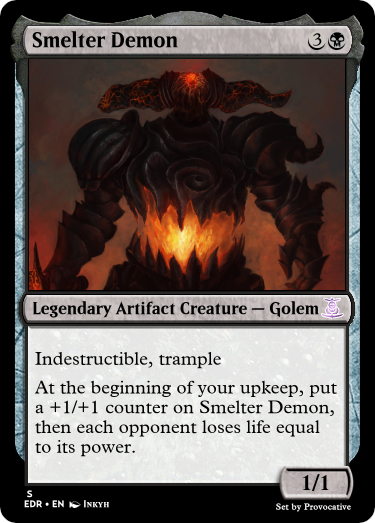 Smelter Demon 3
Legendary Artifact Creature — Golem
Indestructible, trample
At the beginning of your upkeep, put
a +1/+1 counter on Smelter Demon,
then each opponent loses life equal
to its power.
1/1
S
EDR • EN Inkyh
Set by Provocative